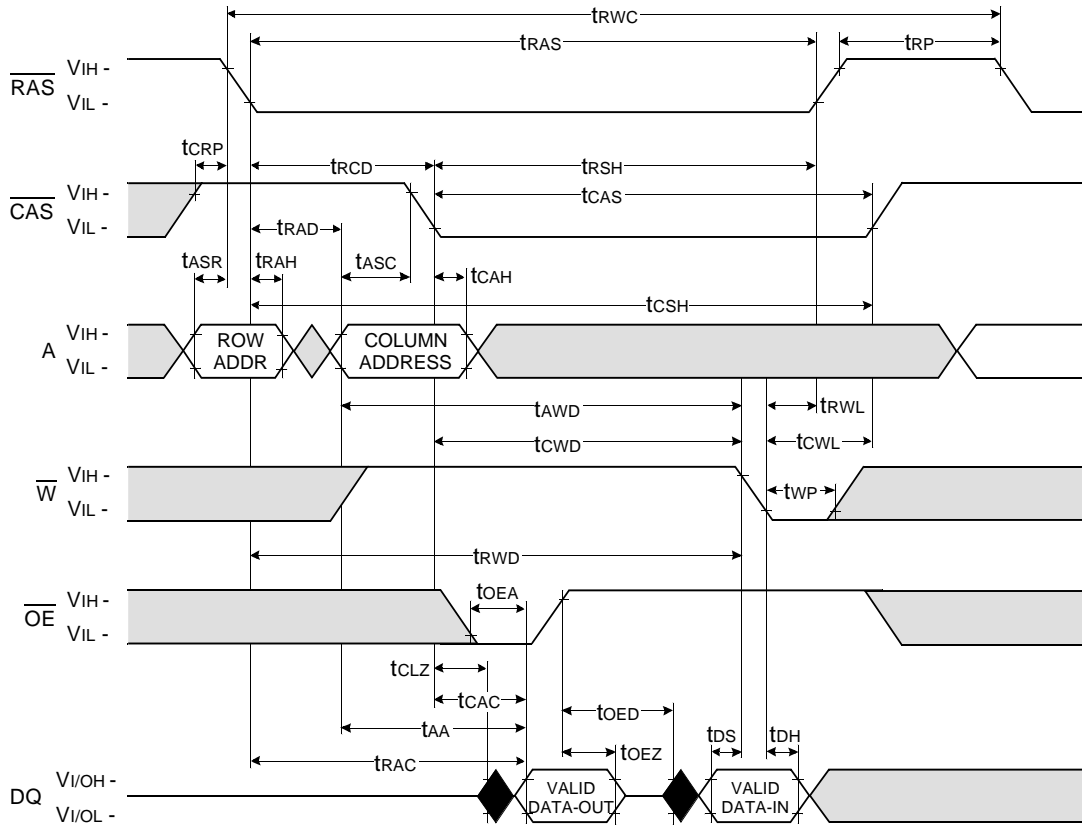 tRWC
tRAS
tRP
RAS
VIH -
VIL -
tCRP
tRCD
tRSH
CAS
VIH -
VIL -
tCAS
tRAD
tASR
tRAH
tASC
tCAH
tCSH
A
VIH -
VIL -
ROW
ADDR
COLUMN
ADDRESS
tAWD
tRWL
tCWD
tCWL
W
VIH -
VIL -
tWP
tRWD
OE
VIH -
VIL -
tOEA
tCLZ
tCAC
tOED
tAA
tDS
tDH
tOEZ
tRAC
DQ
VI/OH -
VI/OL -
VALID
DATA-OUT
VALID
DATA-IN